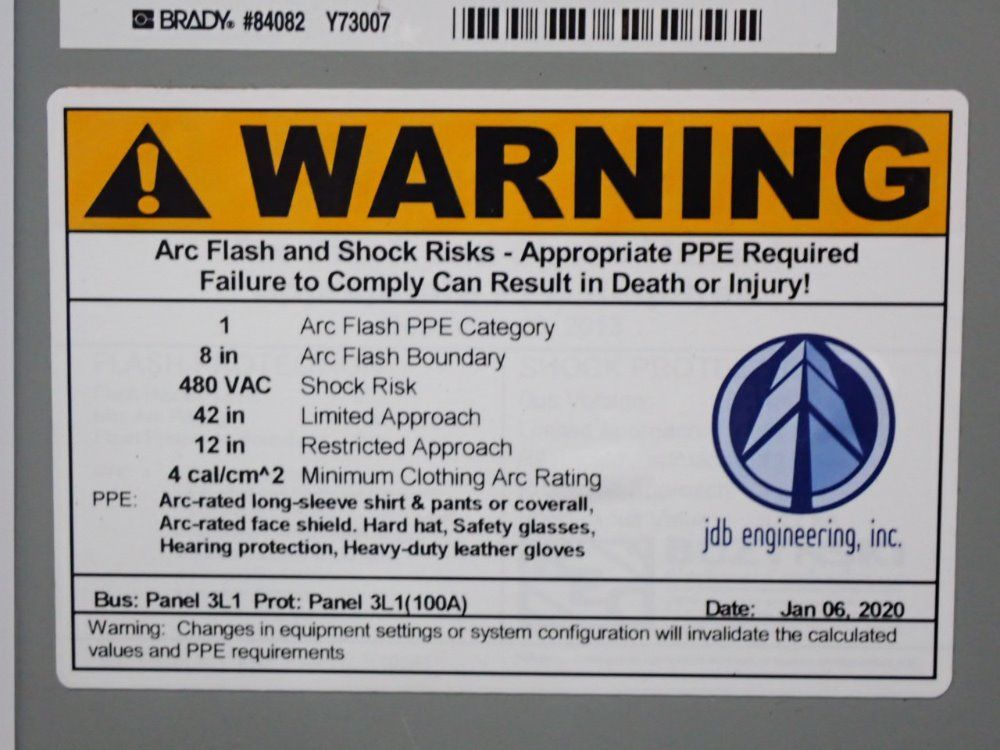 BRADY® #84082 Y73007
WARNING
Arc Flash and Shock Risks - Appropriate PPE Required
Failure to Comply Can Result in Death or Injury!
1 Arc Flash PPE Category
8 in Arc Flash Boundary
480 VAC Shock Risk
42 in Limited Approach
12 in Restricted Approach
4 cal/cm^2 Minimum Clothing Arc Rating
PPE: Arc-rated long-sleeve shirt & pants or coverall,
Arc-rated face shield. Hard hat, Safety glasses,
Hearing protection, Heavy-duty leather gloves
jdb engineering, inc.
Bus: Panel 3L1 Prot: Panel 3L1(100A) Date: Jan 06, 2020
Warning: Changes in equipment settings or system configuration will invalidate the calculated
values and PPE requirements